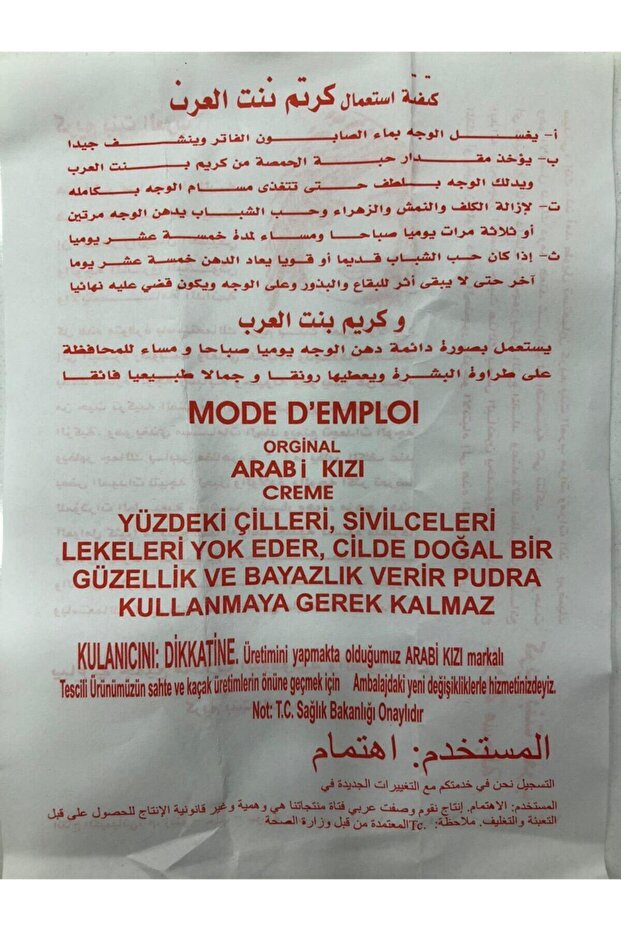 كيفية استعمال كريم بنت العرب
أ- يغسل الوجه بماء الصابون الفاتر وينشف جيدا
ب- يؤخذ مقدار حبة الحمصة من كريم بنت العرب
ويدلك الوجه بلطف حتى تتغذى مسام الوجه بكامله
ت- لإزالة الكلف والنمش والزهراء وحب الشباب يدهن الوجه مرتين
أو ثلاثة مرات يوميا صباحا ومساء لمدة خمسة عشر يوميا
ث- إذا كان حب الشباب قديما أو قويا يعاد الدهن خمسة عشر يوما
آخر حتى لا يبقى أثر للبقاع والبذور وعلى الوجه ويكون قضي عليه نهائيا
و كريم بنت العرب
يستعمل بصورة دائمة دهن الوجه يوميا صباحا و مساء للمحافظة
على طراوة البشرة ويعطيها رونقا و جمالا طبيعيا فائقا
MODE D'EMPLOI
ORGINAL
ARABi KIZI
CREME
YÜZDEKİ ÇİLLERİ, SİVİLCELERİ
LEKELERİ YOK EDER, CİLDE DOĞAL BİR
GÜZELLİK VE BAYAZLIK VERİR PUDRA
KULLANMAYA GEREK KALMAZ
KULANICINI: DİKKATİNE. Üretimini yapmakta olduğumuz ARABİ KIZI markalı
Tescili Ürünümüzün sahte ve kaçak üretimlerin önüne geçmek için Ambalajdaki yeni değişikliklerle hizmetinizdeyiz.
Not: T.C. Sağlık Bakanlığı Onaylıdır
المستخدم: اهتمام
التسجيل نحن في خدمتكم مع التغييرات الجديدة في
المستخدم: الاهتمام. إنتاج نقوم وصفت عربي فتاة منتجاتنا هي وهمية وغير قانونية الإنتاج للحصول على قبل
التعبئة والتغليف. ملاحظة: .Tcالمعتمدة من قبل وزارة الصحة